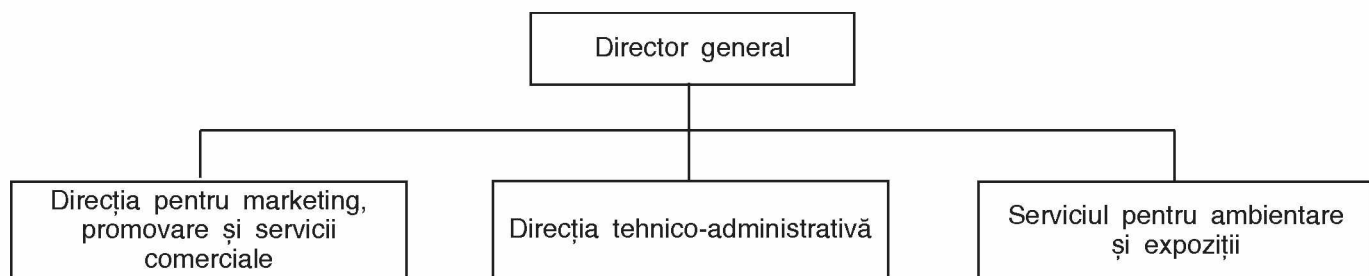 Director general
Direcția pentru marketing,
promovare și servicii
comerciale
Direcția tehnico-administrativă
Serviciul pentru ambientare
și expoziții